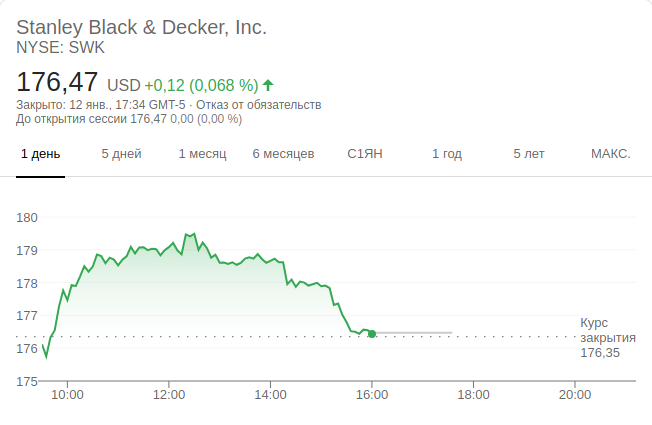 Stanley Black & Decker, Inc.
NYSE: SWK
176,47 USD +0,12 (0,068 %)
Закрыто: 12 янв., 17:34 GMT-5 · Отказ от обязательств
До открытия сессии 176,47 0,00 (0,00 %)
1 день 5 дней 1 месяц 6 месяцев С1ЯН 1 год 5 лет МАКС.
180
179
178
177
176
175
Курс
закрытия
176,35
10:00 12:00 14:00 16:00 18:00 20:00